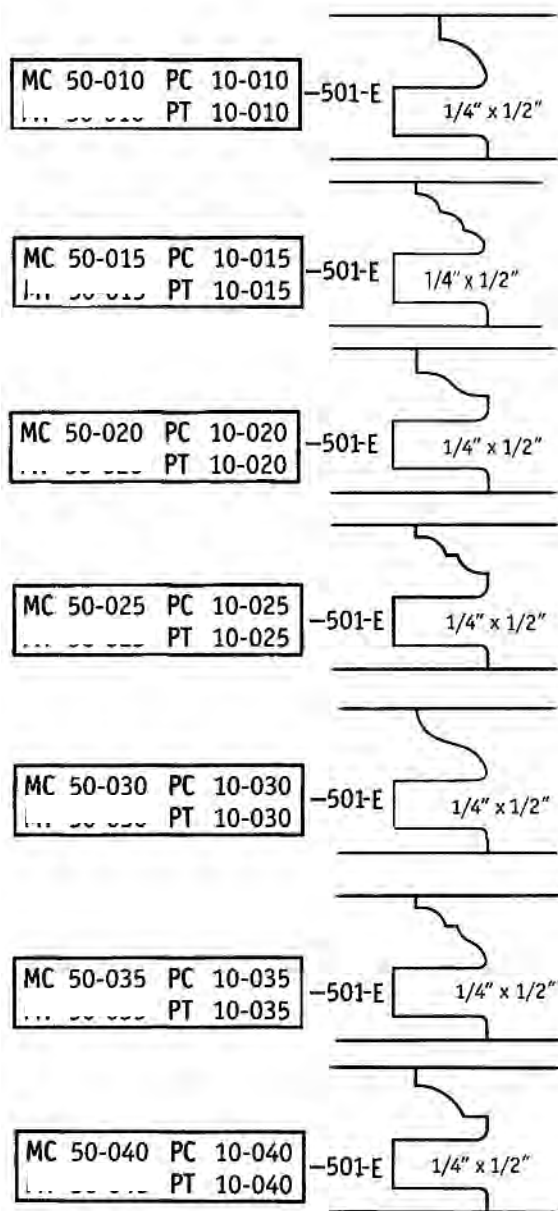 MC 50-010 PC 10-010
PT 10-010
-501-E
1/4" x 1/2"
MC 50-015 PC 10-015
PT 10-015
-501-E
1/4" x 1/2"
MC 50-020 PC 10-020
PT 10-020
-501-E
1/4" x 1/2"
MC 50-025 PC 10-025
PT 10-025
-501-E
1/4" x 1/2"
MC 50-030 PC 10-030
PT 10-030
-501-E
1/4" x 1/2"
MC 50-035 PC 10-035
PT 10-035
-501-E
1/4" x 1/2"
MC 50-040 PC 10-040
PT 10-040
-501-E
1/4" x 1/2"